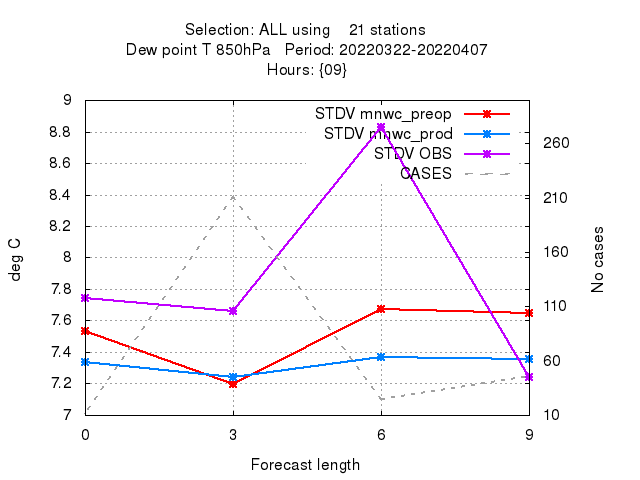 Selection: ALL using    21 stations
Dew point T 850hPa   Period: 20220322-20220407
Hours: {09}
STDV mnwc_preop
STDV mnwc_prod
STDV OBS
CASES
9
8.8
8.6
8.4
8.2
8
7.8
7.6
7.4
7.2
7
260
210
160
110
60
10
deg C
No cases
0 3 6 9
Forecast length